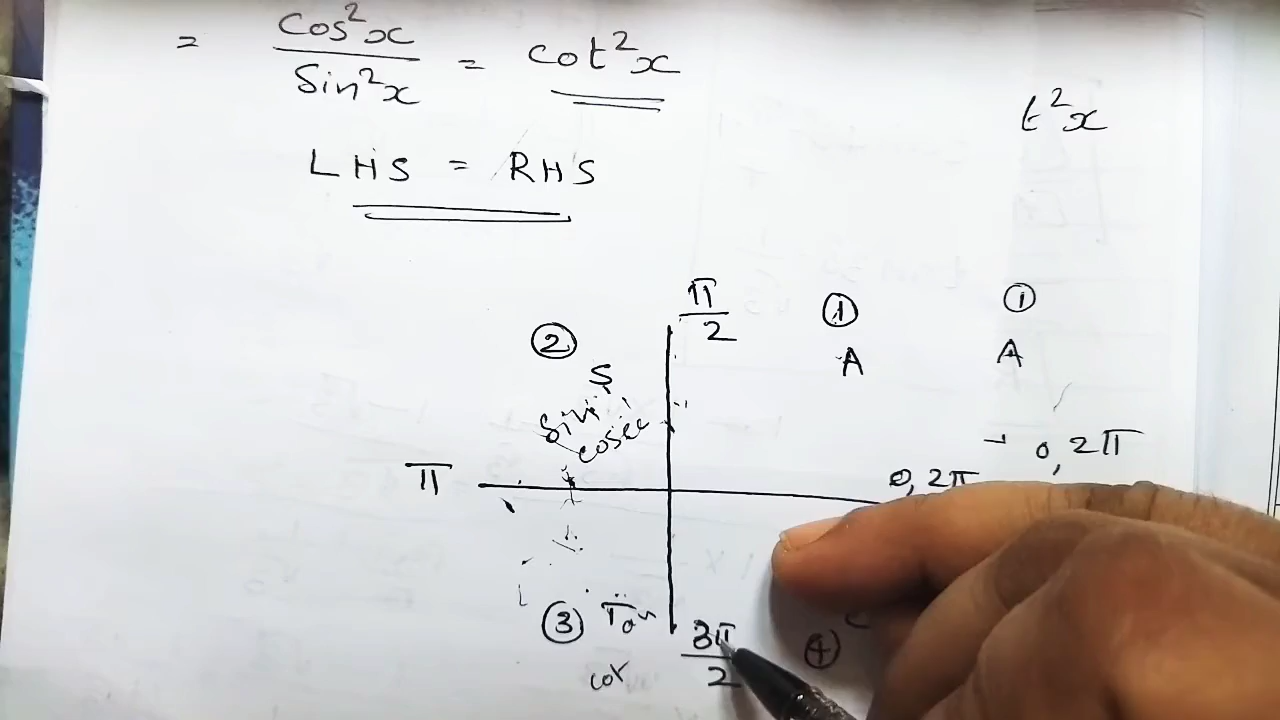 = Cos²x / Sin²x = cot²x
t²x
LHS = RHS
π/2
① ①
② A A
S
Sin
cosec
0, 2π
π 0, 2π
③ Tan
3π/2 ④ C
cot